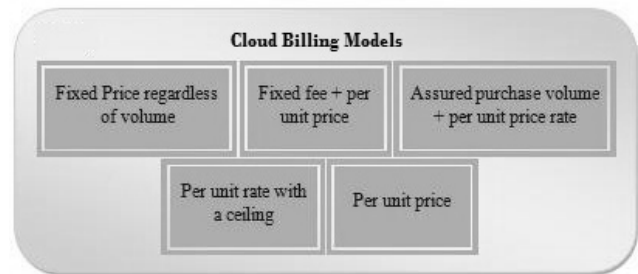 Cloud Billing Models
Fixed Price regardless
of volume
Fixed fee + per
unit price
Assured purchase volume
+ per unit price rate
Per unit rate with
a ceiling
Per unit price